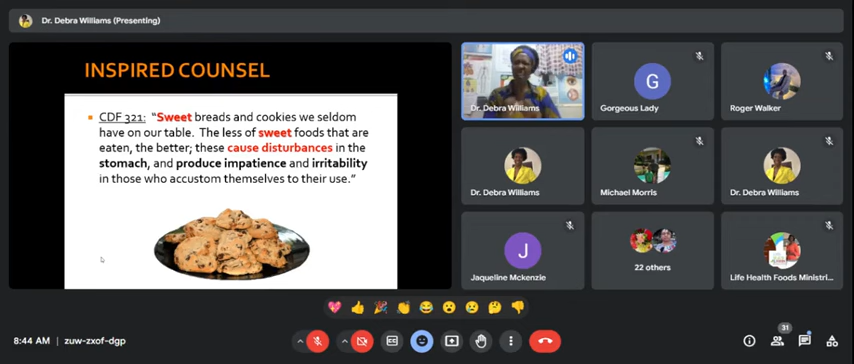 Dr. Debra Williams (Presenting)
INSPIRED COUNSEL
CDF 321: “Sweet breads and cookies we seldom
have on our table. The less of sweet foods that are
eaten, the better; these cause disturbances in the
stomach, and produce impatience and irritability
in those who accustom themselves to their use.”
Dr. Debra Williams
G
Gorgeous Lady
Roger Walker
Dr. Debra Williams
Michael Morris
Dr. Debra Williams
J
Jaqueline Mckenzie
22 others
Life Health Foods Ministri...
8:44 AM | zuw-zxof-dgp
31